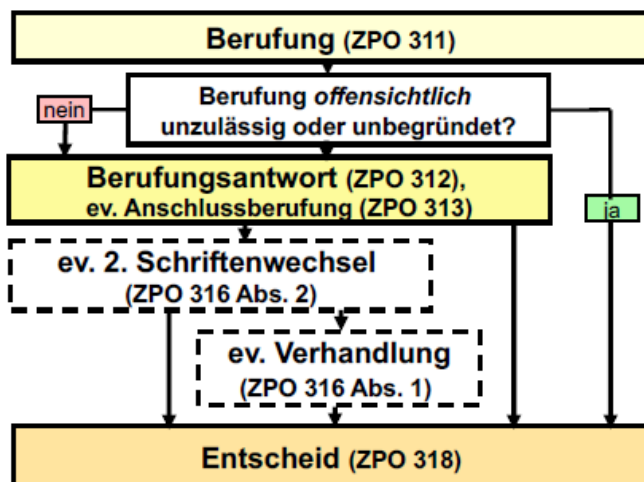 Berufung (ZPO 311)
Berufung offensichtlich
unzulässig oder unbegründet?
nein
Berufungsantwort (ZPO 312),
ev. Anschlussberufung (ZPO 313)
ja
ev. 2. Schriftenwechsel
(ZPO 316 Abs. 2)
ev. Verhandlung
(ZPO 316 Abs. 1)
Entscheid (ZPO 318)